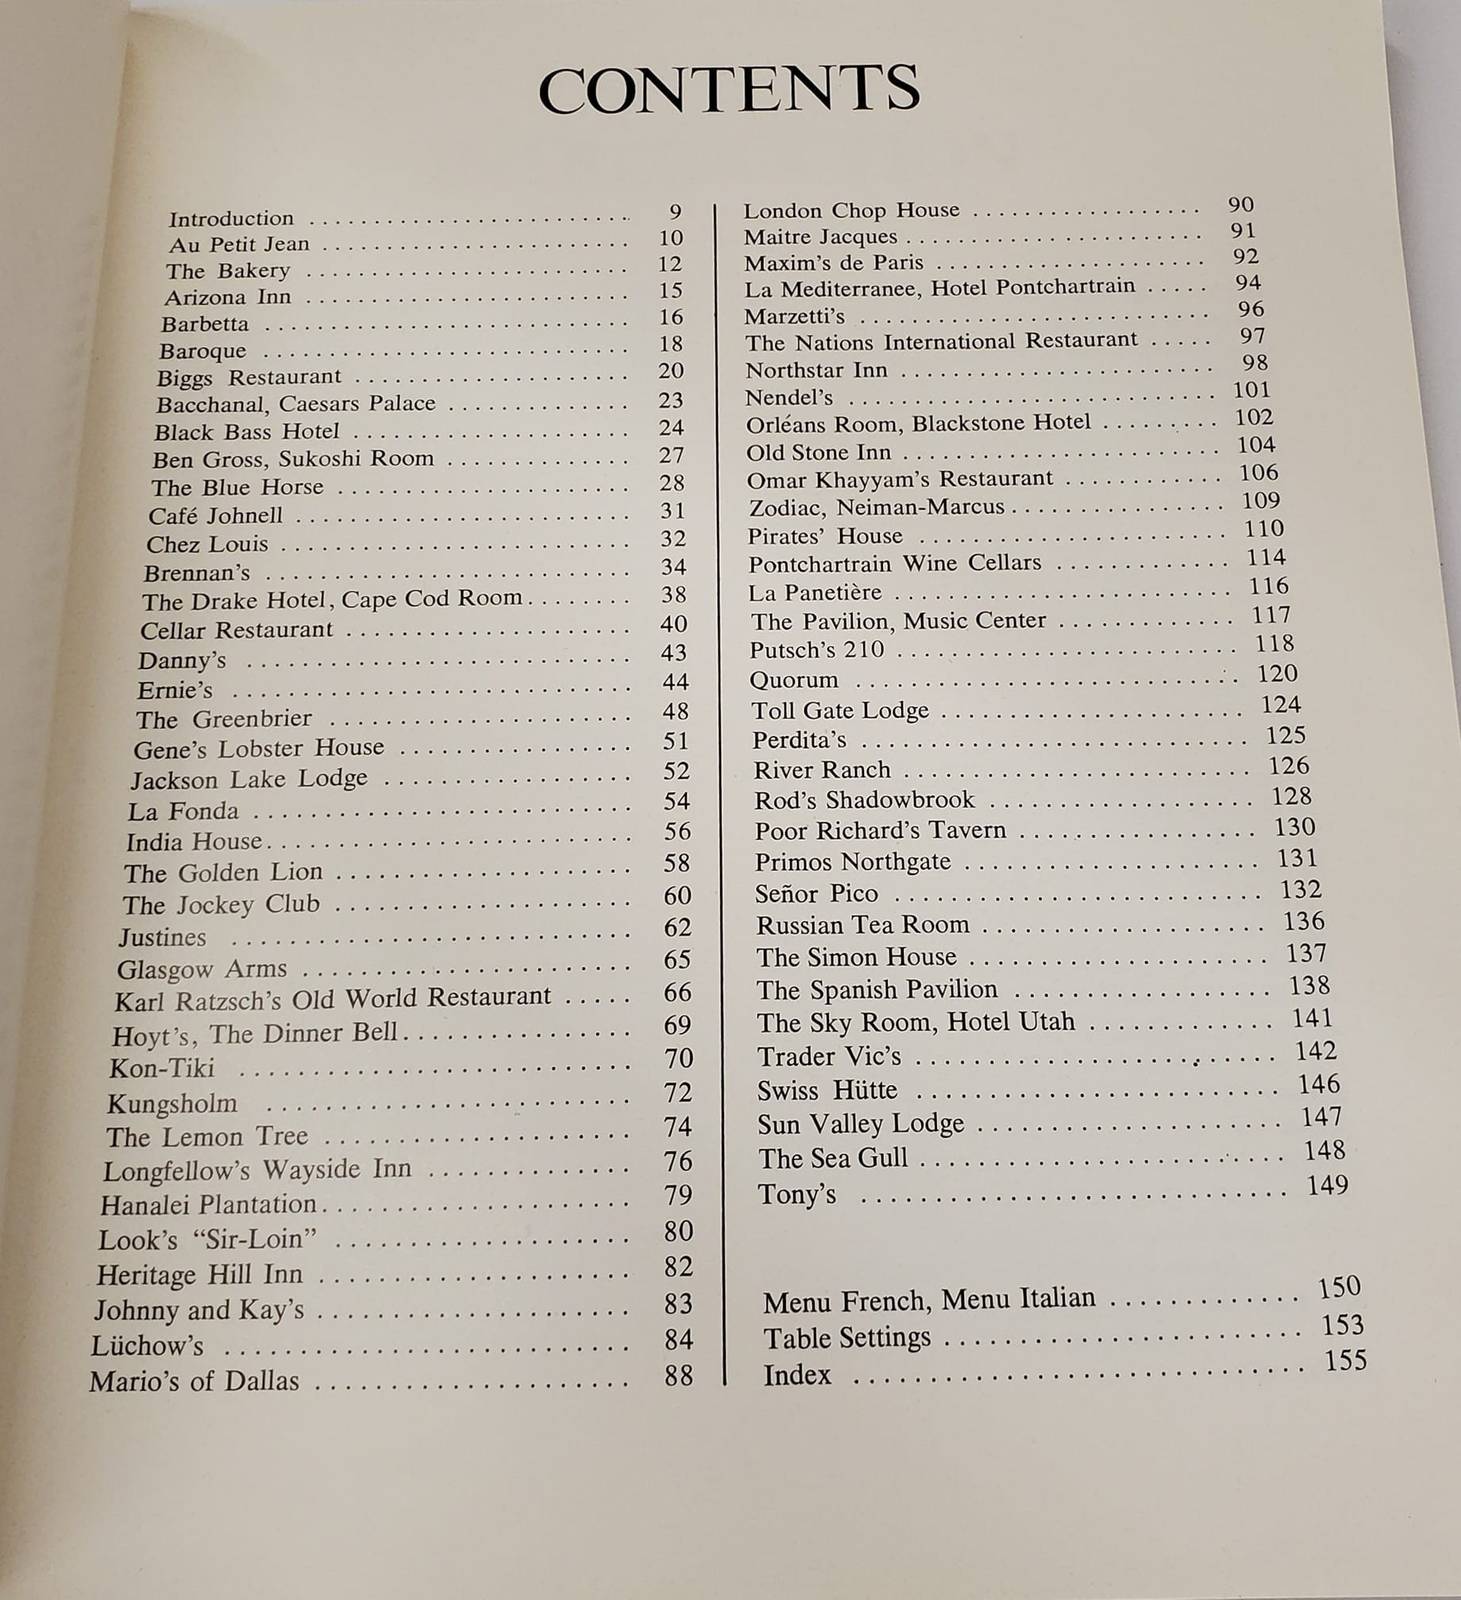 CONTENTS
Introduction . . . . . . . . . . . . . . . . . . . . . . . . . 9
Au Petit Jean . . . . . . . . . . . . . . . . . . . . . . . . 10
The Bakery . . . . . . . . . . . . . . . . . . . . . . . . . 12
Arizona Inn . . . . . . . . . . . . . . . . . . . . . . . . . 15
Barbetta . . . . . . . . . . . . . . . . . . . . . . . . . . . . 16
Baroque . . . . . . . . . . . . . . . . . . . . . . . . . . . . 18
Biggs Restaurant . . . . . . . . . . . . . . . . . . . . . 20
Bacchanal, Caesars Palace . . . . . . . . . . . . . . 23
Black Bass Hotel . . . . . . . . . . . . . . . . . . . . . 24
Ben Gross, Sukoshi Room . . . . . . . . . . . . . . 27
The Blue Horse . . . . . . . . . . . . . . . . . . . . . . 28
Café Johnell . . . . . . . . . . . . . . . . . . . . . . . . . 31
Chez Louis . . . . . . . . . . . . . . . . . . . . . . . . . . 32
Brennan's . . . . . . . . . . . . . . . . . . . . . . . . . . . 34
The Drake Hotel, Cape Cod Room . . . . . . . . 38
Cellar Restaurant . . . . . . . . . . . . . . . . . . . . . 40
Danny's . . . . . . . . . . . . . . . . . . . . . . . . . . . . 43
Ernie's . . . . . . . . . . . . . . . . . . . . . . . . . . . . . 44
The Greenbrier . . . . . . . . . . . . . . . . . . . . . . 48
Gene's Lobster House . . . . . . . . . . . . . . . . . 51
Jackson Lake Lodge . . . . . . . . . . . . . . . . . . 52
La Fonda . . . . . . . . . . . . . . . . . . . . . . . . . . . 54
India House . . . . . . . . . . . . . . . . . . . . . . . . . 56
The Golden Lion . . . . . . . . . . . . . . . . . . . . . 58
The Jockey Club . . . . . . . . . . . . . . . . . . . . . 60
Justines . . . . . . . . . . . . . . . . . . . . . . . . . . . . 62
Glasgow Arms . . . . . . . . . . . . . . . . . . . . . . . 65
Karl Ratzsch's Old World Restaurant . . . . . 66
Hoyt's, The Dinner Bell . . . . . . . . . . . . . . . . 69
Kon-Tiki . . . . . . . . . . . . . . . . . . . . . . . . . . . 70
Kungsholm . . . . . . . . . . . . . . . . . . . . . . . . . 72
The Lemon Tree . . . . . . . . . . . . . . . . . . . . . 74
Longfellow's Wayside Inn . . . . . . . . . . . . . . 76
Hanalei Plantation . . . . . . . . . . . . . . . . . . . . 79
Look's “Sir-Loin” . . . . . . . . . . . . . . . . . . . . 80
Heritage Hill Inn . . . . . . . . . . . . . . . . . . . . . 82
Johnny and Kay's . . . . . . . . . . . . . . . . . . . . . 83
Lüchow's . . . . . . . . . . . . . . . . . . . . . . . . . . . 84
Mario's of Dallas . . . . . . . . . . . . . . . . . . . . . 88
London Chop House . . . . . . . . . . . . . . . . . . 90
Maitre Jacques . . . . . . . . . . . . . . . . . . . . . . . 91
Maxim's de Paris . . . . . . . . . . . . . . . . . . . . . 92
La Mediterranee, Hotel Pontchartrain . . . . . 94
Marzetti's . . . . . . . . . . . . . . . . . . . . . . . . . . . 96
The Nations International Restaurant . . . . . 97
Northstar Inn . . . . . . . . . . . . . . . . . . . . . . . . 98
Nendel's . . . . . . . . . . . . . . . . . . . . . . . . . . . . 101
Orléans Room, Blackstone Hotel . . . . . . . . . 102
Old Stone Inn . . . . . . . . . . . . . . . . . . . . . . . . 104
Omar Khayyam's Restaurant . . . . . . . . . . . . 106
Zodiac, Neiman-Marcus . . . . . . . . . . . . . . . . 109
Pirates' House . . . . . . . . . . . . . . . . . . . . . . . 110
Pontchartrain Wine Cellars . . . . . . . . . . . . . 114
La Panetière . . . . . . . . . . . . . . . . . . . . . . . . . 116
The Pavilion, Music Center . . . . . . . . . . . . . 117
Putsch's 210 . . . . . . . . . . . . . . . . . . . . . . . . . 118
Quorum . . . . . . . . . . . . . . . . . . . . . . . . . . . . 120
Toll Gate Lodge . . . . . . . . . . . . . . . . . . . . . . 124
Perdita's . . . . . . . . . . . . . . . . . . . . . . . . . . . . 125
River Ranch . . . . . . . . . . . . . . . . . . . . . . . . . 126
Rod's Shadowbrook . . . . . . . . . . . . . . . . . . . 128
Poor Richard's Tavern . . . . . . . . . . . . . . . . . 130
Primos Northgate . . . . . . . . . . . . . . . . . . . . . 131
Señor Pico . . . . . . . . . . . . . . . . . . . . . . . . . . 132
Russian Tea Room . . . . . . . . . . . . . . . . . . . . 136
The Simon House . . . . . . . . . . . . . . . . . . . . . 137
The Spanish Pavilion . . . . . . . . . . . . . . . . . . 138
The Sky Room, Hotel Utah . . . . . . . . . . . . . 141
Trader Vic's . . . . . . . . . . . . . . . . . . . . . . . . . 142
Swiss Hütte . . . . . . . . . . . . . . . . . . . . . . . . . 146
Sun Valley Lodge . . . . . . . . . . . . . . . . . . . . . 147
The Sea Gull . . . . . . . . . . . . . . . . . . . . . . . . . 148
Tony's . . . . . . . . . . . . . . . . . . . . . . . . . . . . . 149
Menu French, Menu Italian . . . . . . . . . . . . . 150
Table Settings . . . . . . . . . . . . . . . . . . . . . . . . 153
Index . . . . . . . . . . . . . . . . . . . . . . . . . . . . . . 155